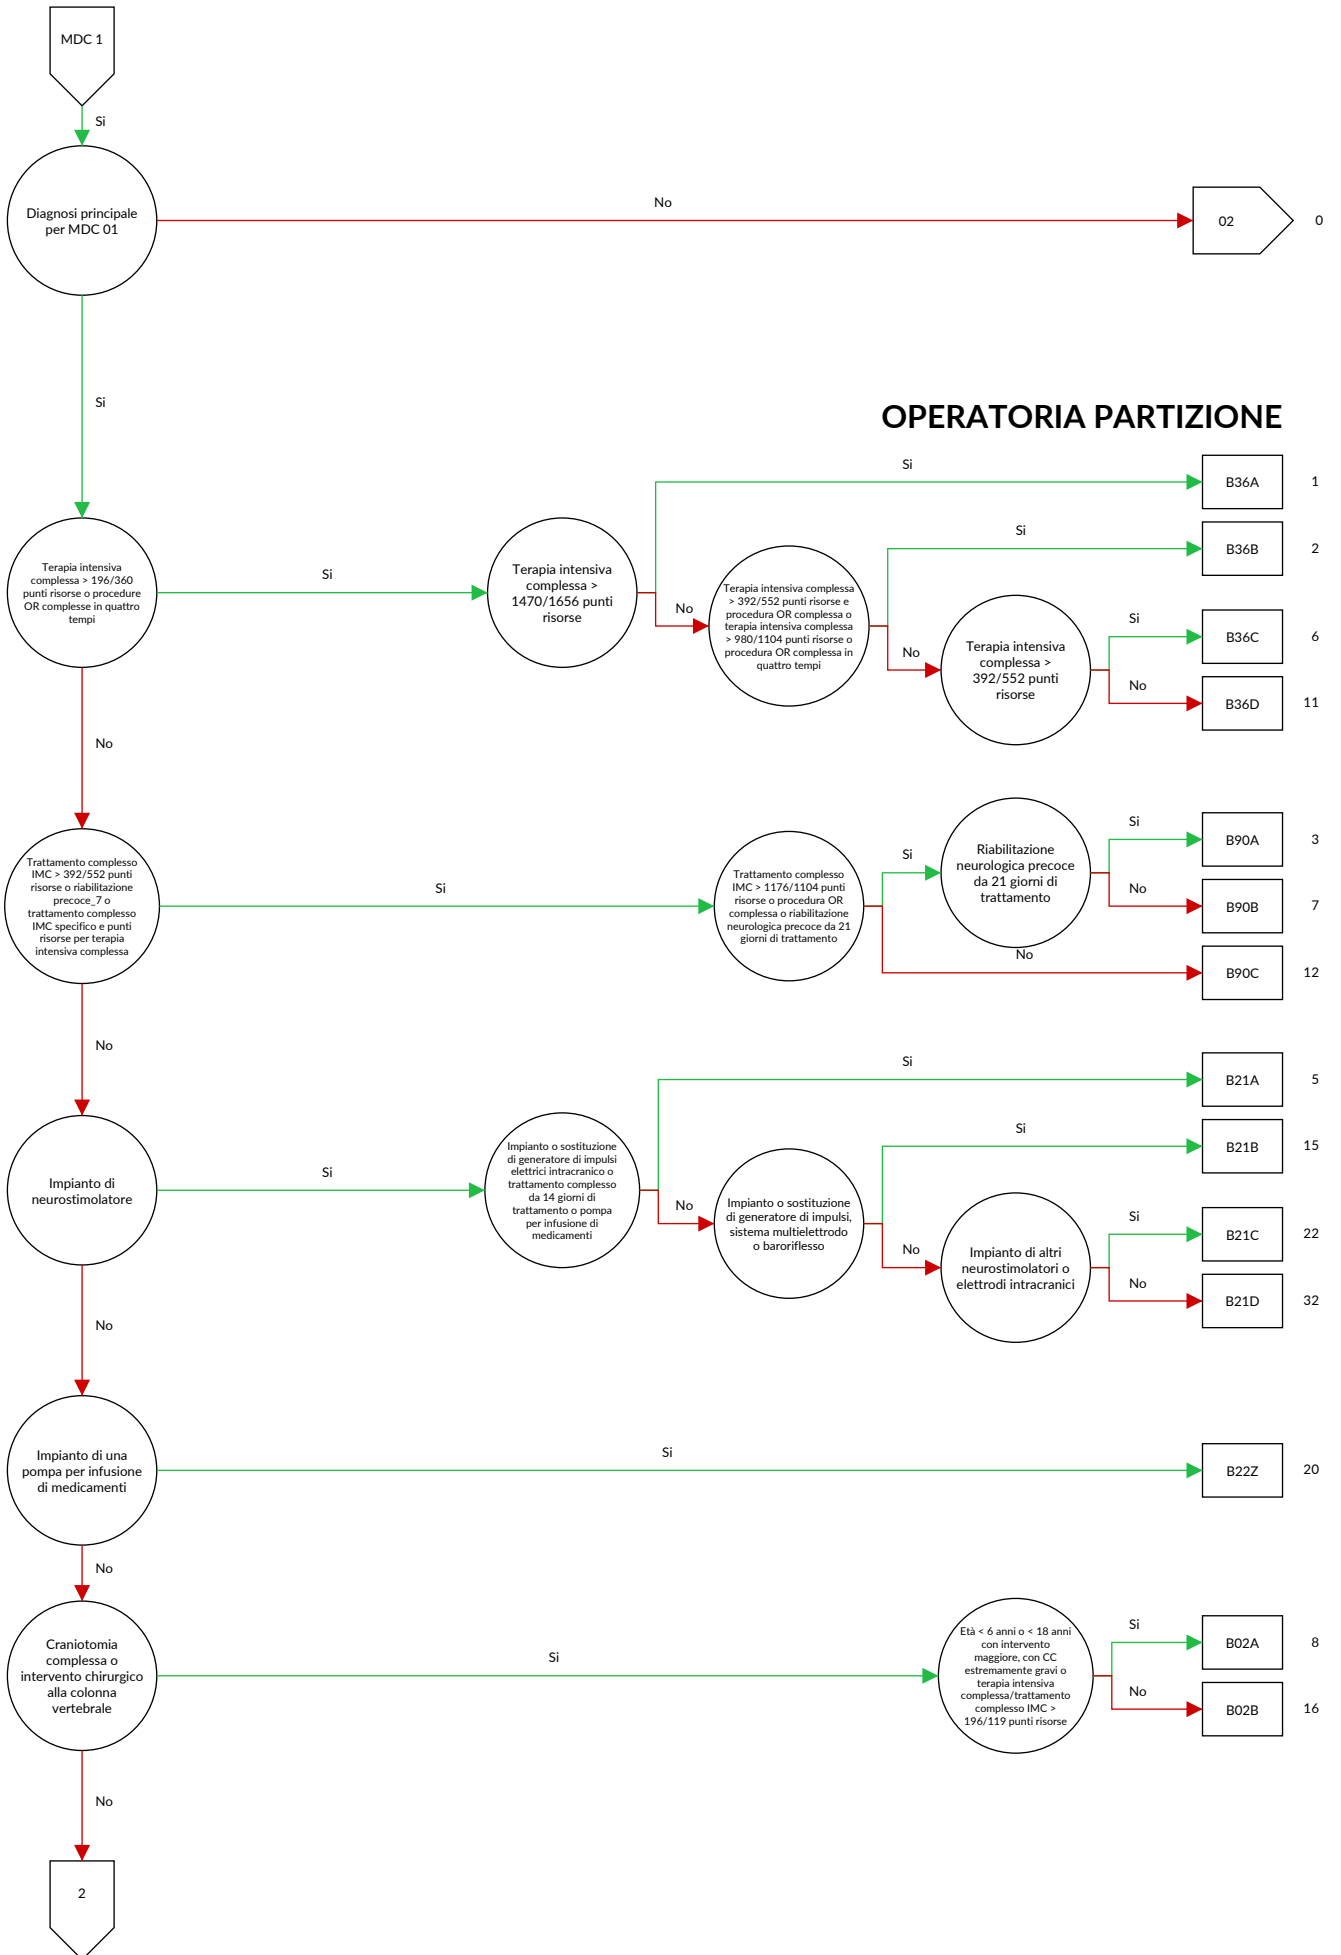 MDC 1
Si
Diagnosi principale
per MDC 01
No
02
0
Si
OPERATORIA PARTIZIONE
Terapia intensiva
complessa > 196/360
punti risorse o procedure
OR complesse in quattro
tempi
Si
Terapia intensiva
complessa >
1470/1656 punti
risorse
Si
B36A
1
No
Terapia intensiva complessa
> 392/552 punti risorse e
procedura OR complessa o
terapia intensiva complessa
> 980/1104 punti risorse o
procedura OR complessa in
quattro tempi
Si
B36B
2
No
Terapia intensiva
complessa >
392/552 punti
risorse
Si
B36C
6
No
B36D
11
No
Trattamento complesso
IMC > 392/552 punti
risorse o riabilitazione
precoce_7 o
trattamento complesso
IMC specifico e punti
risorse per terapia
intensiva complessa
Si
Trattamento complesso
IMC > 1176/1104 punti
risorse o procedura OR
complessa o riabilitazione
neurologica precoce da 21
giorni di trattamento
Si
Riabilitazione
neurologica precoce
da 21 giorni di
trattamento
Si
B90A
3
No
B90B
7
No
B90C
12
No
Impianto di
neurostimolatore
Si
Impianto o sostituzione
di generatore di impulsi
elettrici intracranico o
trattamento complesso
da 14 giorni di
trattamento o pompa
per infusione di
medicamenti
Si
B21A
5
No
Impianto o sostituzione
di generatore di impulsi,
sistema multielettrodo
o baroriflesso
Si
B21B
15
No
Impianto di altri
neurostimolatori o
elettrodi intracranici
Si
B21C
22
No
B21D
32
No
Impianto di una
pompa per infusione
di medicamenti
Si
B22Z
20
No
Craniotomia
complessa o
intervento chirurgico
alla colonna
vertebrale
Si
Età < 6 anni o < 18 anni
con intervento
maggiore, con CC
estremamente gravi o
terapia intensiva
complessa/trattamento
complesso IMC >
196/119 punti risorse
Si
B02A
8
No
B02B
16
No
2